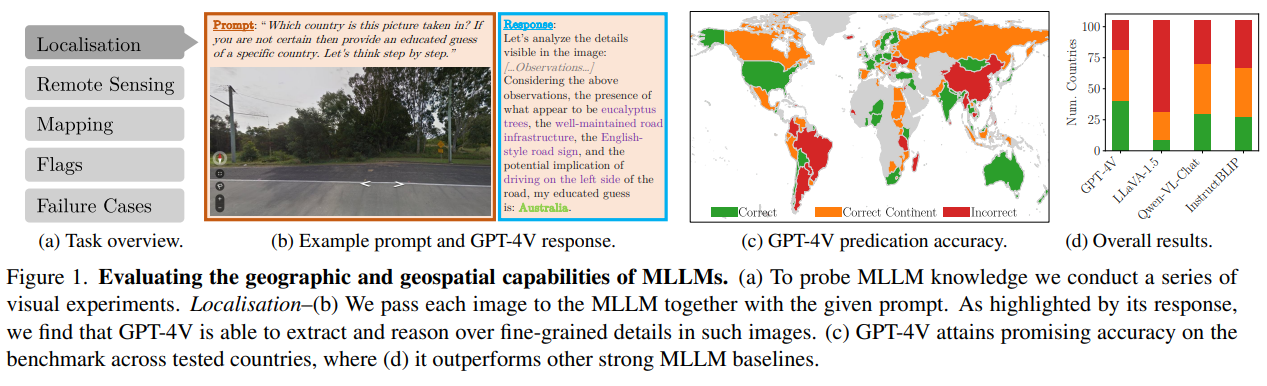 Localisation
Remote Sensing
Mapping
Flags
Failure Cases
(a) Task overview.
Prompt: “Which country is this picture taken in? If
you are not certain then provide an educated guess
of a specific country. Let's think step by step.”
Response:
Let's analyze the details
visible in the image:
[...Observations...]
Considering the above
observations, the presence of
what appear to be eucalyptus
trees, the well-maintained road
infrastructure, the English-
style road sign, and the
potential implication of
driving on the left side of the
road, my educated guess
is: Australia.
(b) Example prompt and GPT-4V response.
Correct
Correct Continent
Incorrect
(c) GPT-4V predication accuracy.
Num. Countries
100
75
50
25
0
GPT-4V
LLaVA-1.5
Qwen-VL-Chat
InstructBLIP
(d) Overall results.
Figure 1. Evaluating the geographic and geospatial capabilities of MLLMs. (a) To probe MLLM knowledge we conduct a series of
visual experiments. Localisation–(b) We pass each image to the MLLM together with the given prompt. As highlighted by its response,
we find that GPT-4V is able to extract and reason over fine-grained details in such images. (c) GPT-4V attains promising accuracy on the
benchmark across tested countries, where (d) it outperforms other strong MLLM baselines.